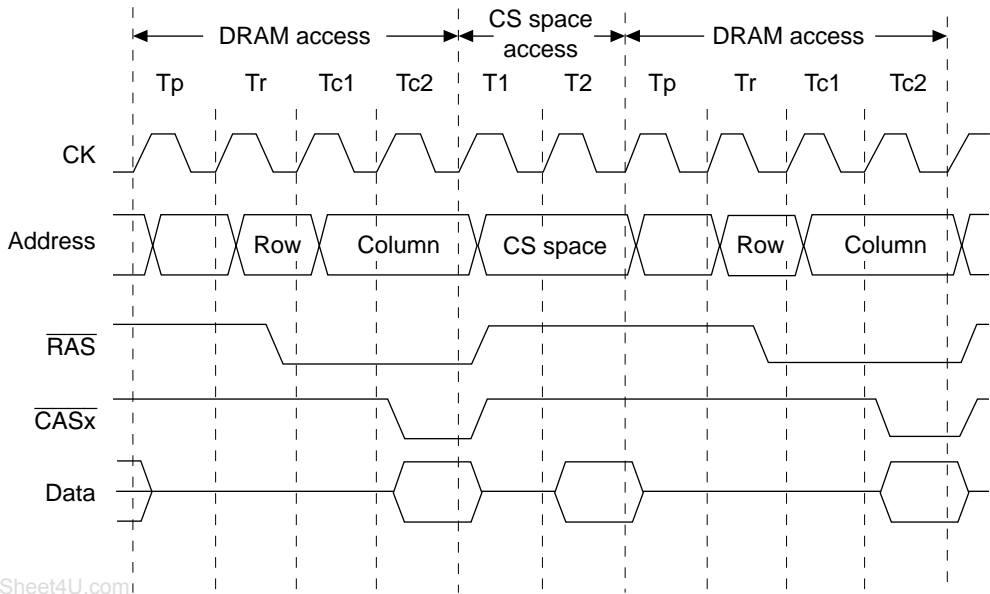 DRAM access CS space access DRAM access
Tp Tr Tc1 Tc2 T1 T2 Tp Tr Tc1 Tc2
CK
Address Row Column CS space Row Column
RAS
CASx
Data
Sheet4U.com